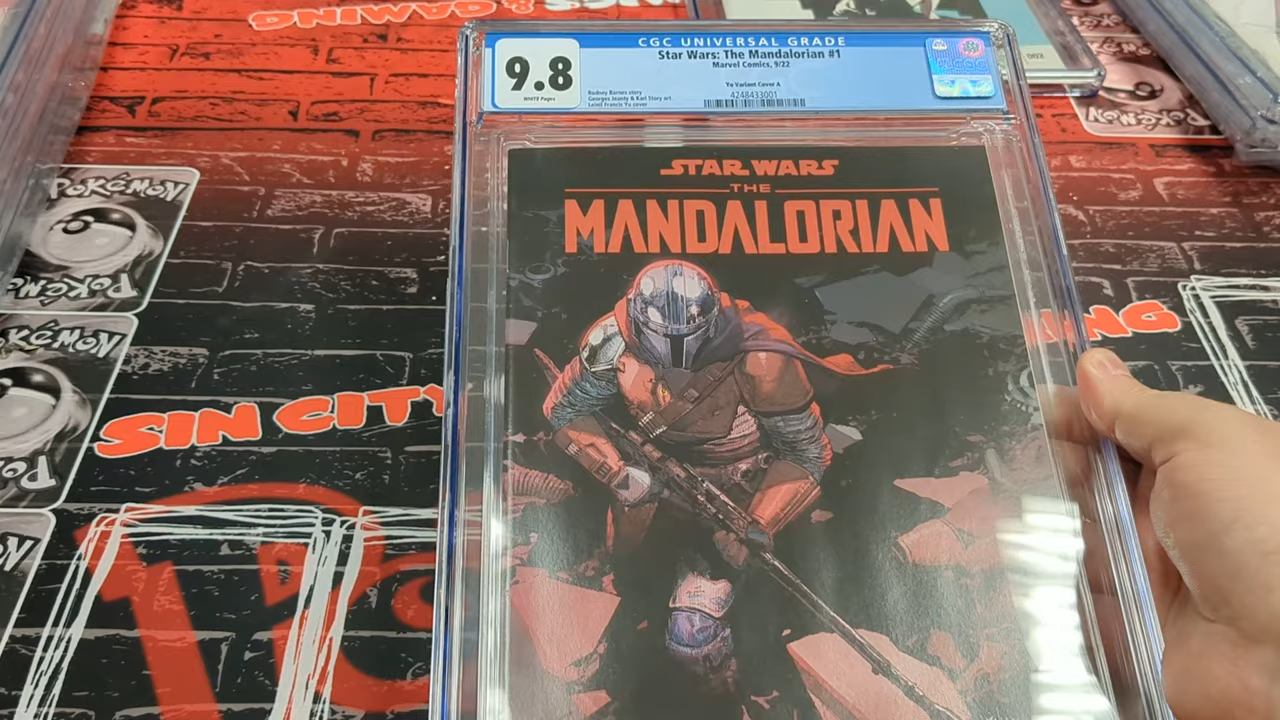 & GAMING
CGC UNIVERSAL GRADE
9.8
WHITE Pages
Star Wars: The Mandalorian #1
Marvel Comics, 9/22
Yu Variant Cover A
Rodney Barnes story
Georges Jeanty & Karl Story art
Leinil Francis Yu cover
4248433001
STAR WARS
THE
MANDALORIAN
POKéMON
POKéMON
SIN CITY